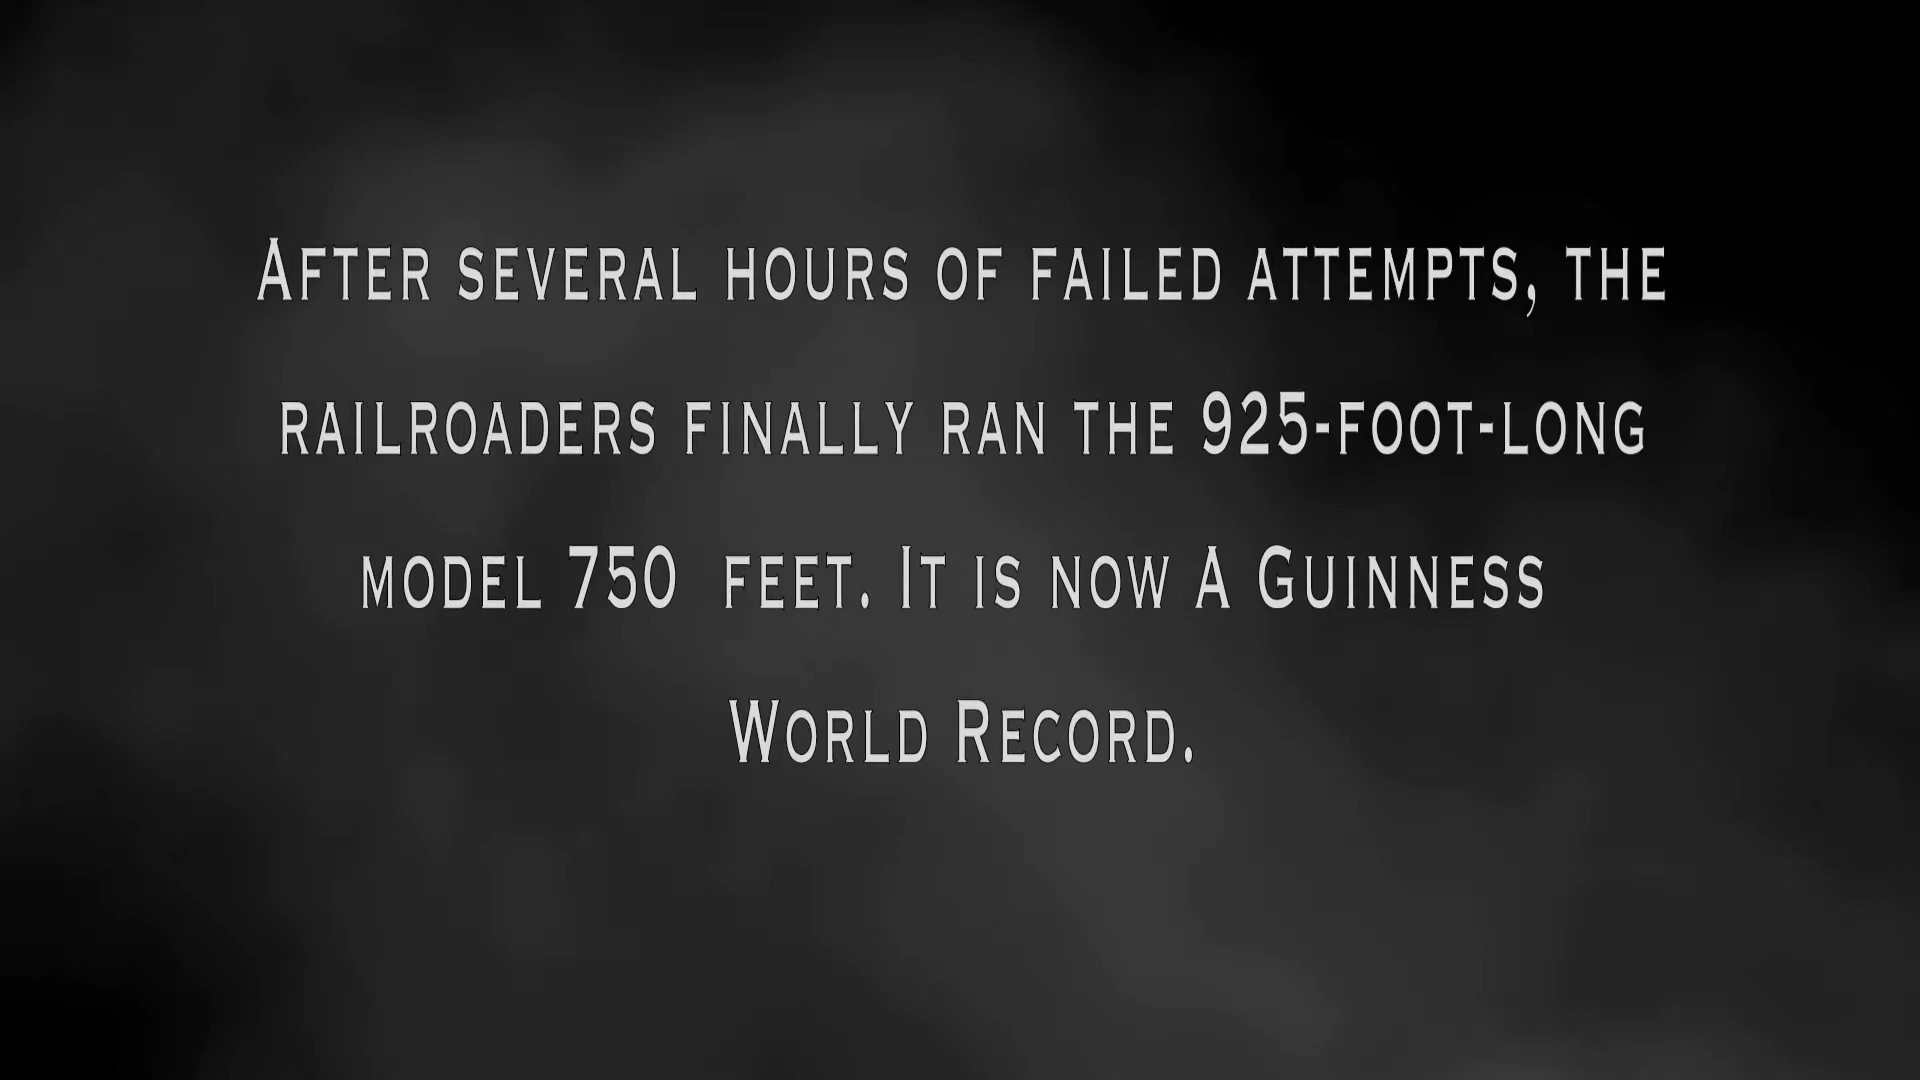 After several hours of failed attempts, the
railroaders finally ran the 925-foot-long
model 750  feet. It is now A Guinness
World Record.